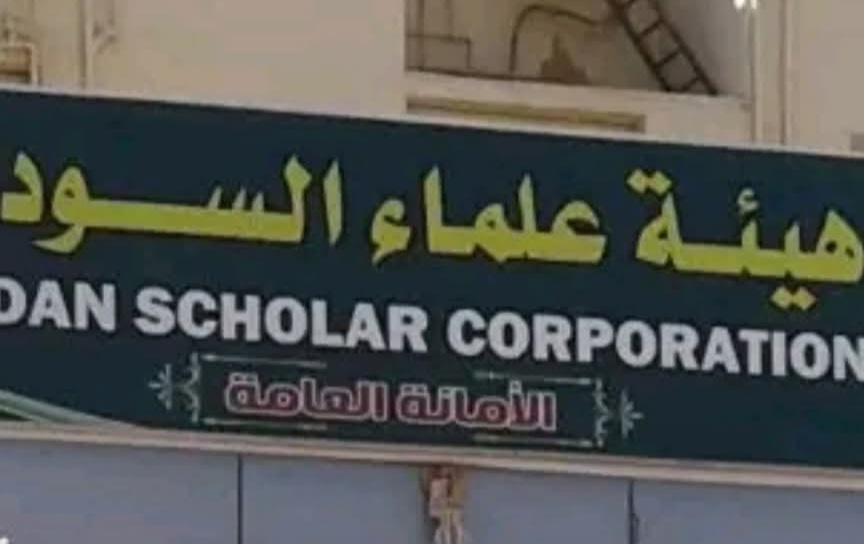 هيئة علماء السود
DAN SCHOLAR CORPORATION
الأمانة العامة